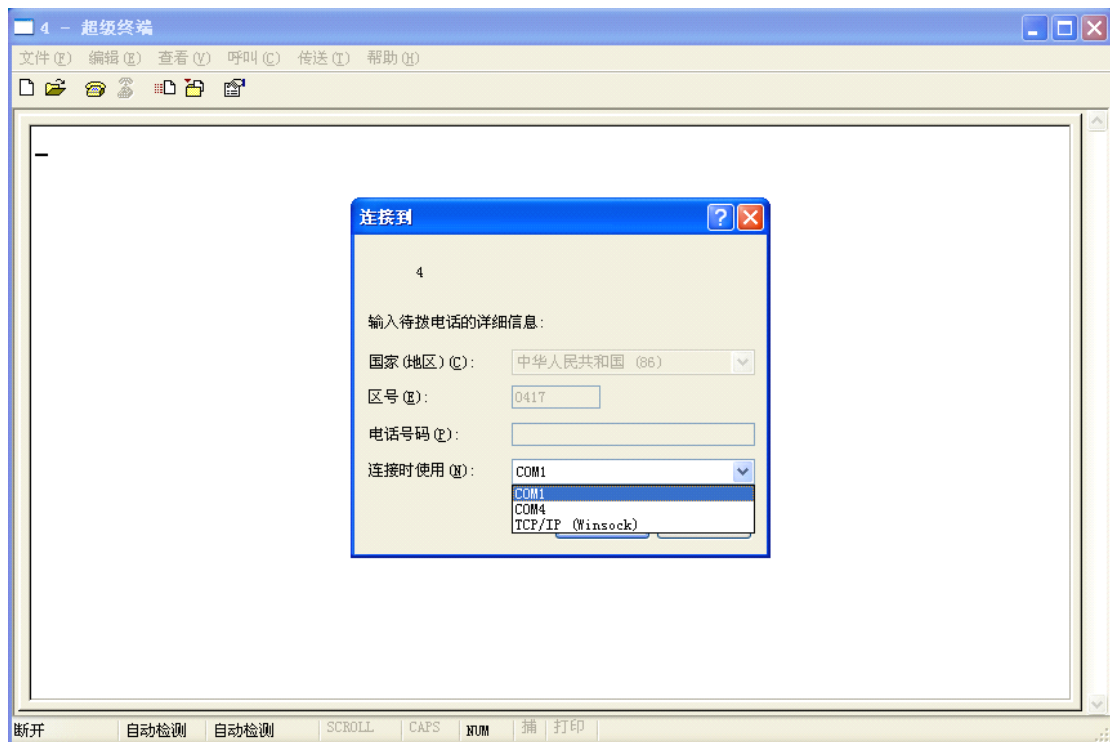 4 - 超级终端
文件(F) 编辑(E) 查看(V) 呼叫(C) 传送(T) 帮助(H)
连接到
4
输入待拨电话的详细信息:
国家(地区)(C): 中华人民共和国 (86)
区号(E): 0417
电话号码(P):
连接时使用(N): COM1
COM1
COM4
TCP/IP (Winsock)
断开 自动检测 自动检测 SCROLL CAPS NUM 捕 打印